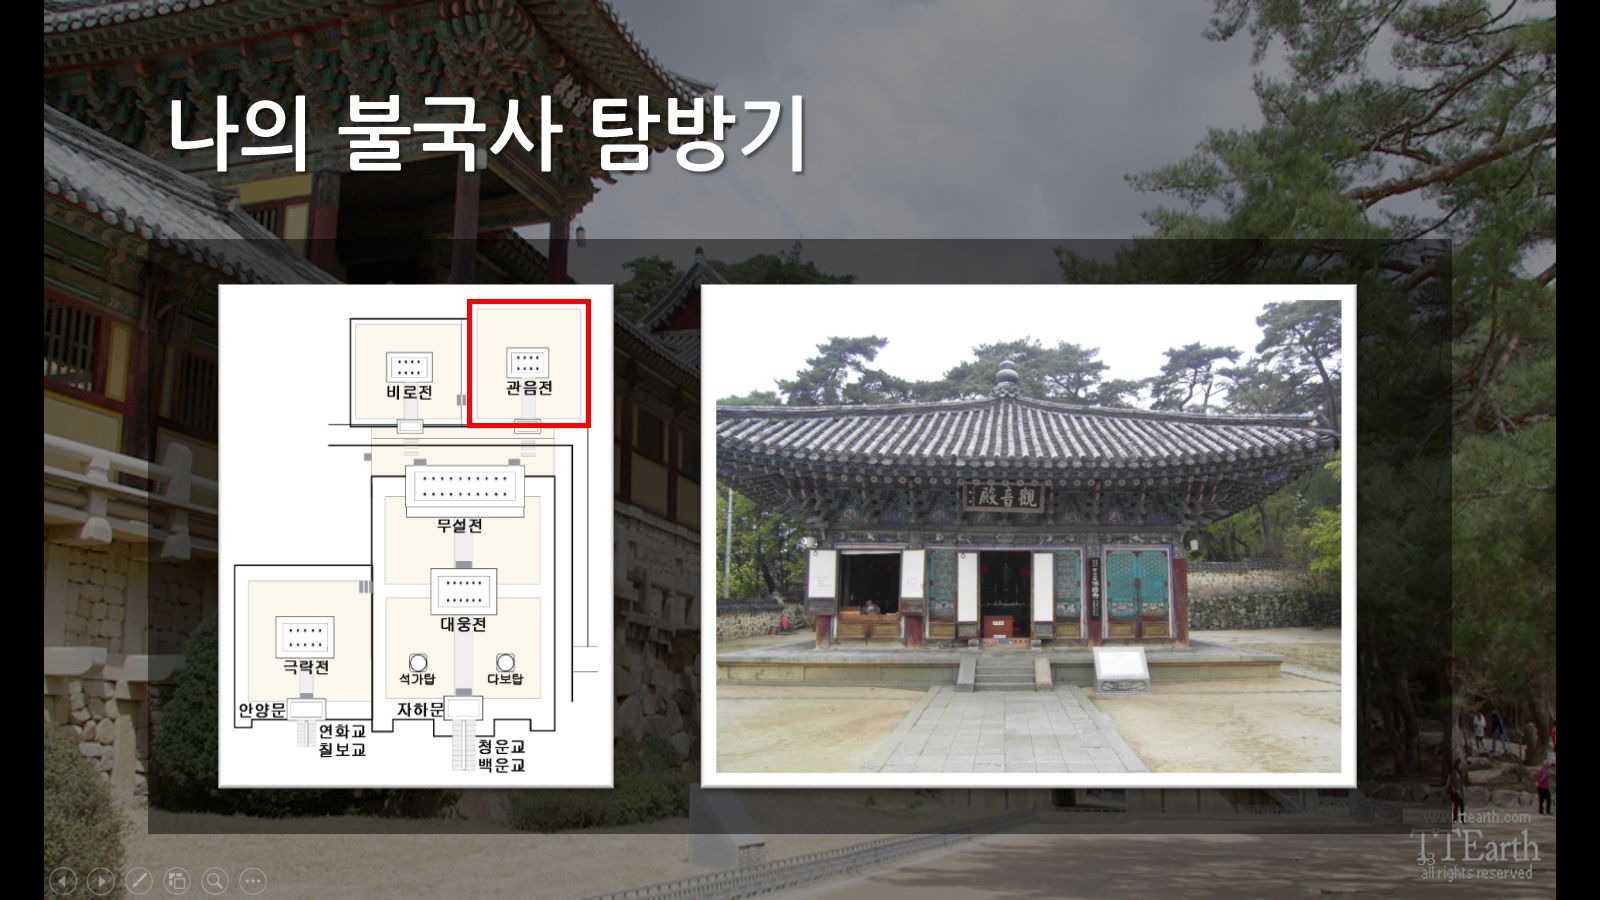 나의 불국사 탐방기
비로전
관음전
무설전
대웅전
석가탑
다보탑
극락전
안양문
연화교
칠보교
자하문
청운교
백운교
殿音觀
www.ttearth.com
TTEarth
33
all rights reserved